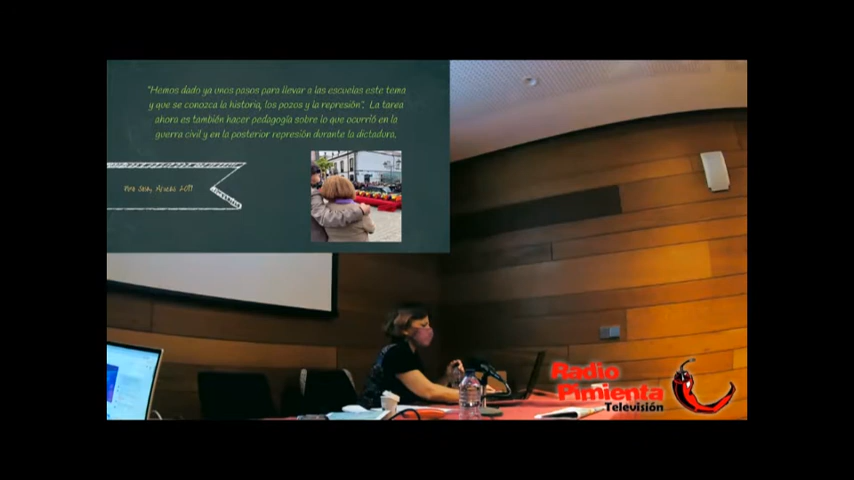 "Hemos dado ya unos pasos para llevar a las escuelas este tema
y que se conozca la historia, los pozos y la represión". La tarea
ahora es también hacer pedagogía sobre lo que ocurrió en la
guerra civil y en la posterior represión durante la dictadura.
2019
Radio
Pimienta
Televisión